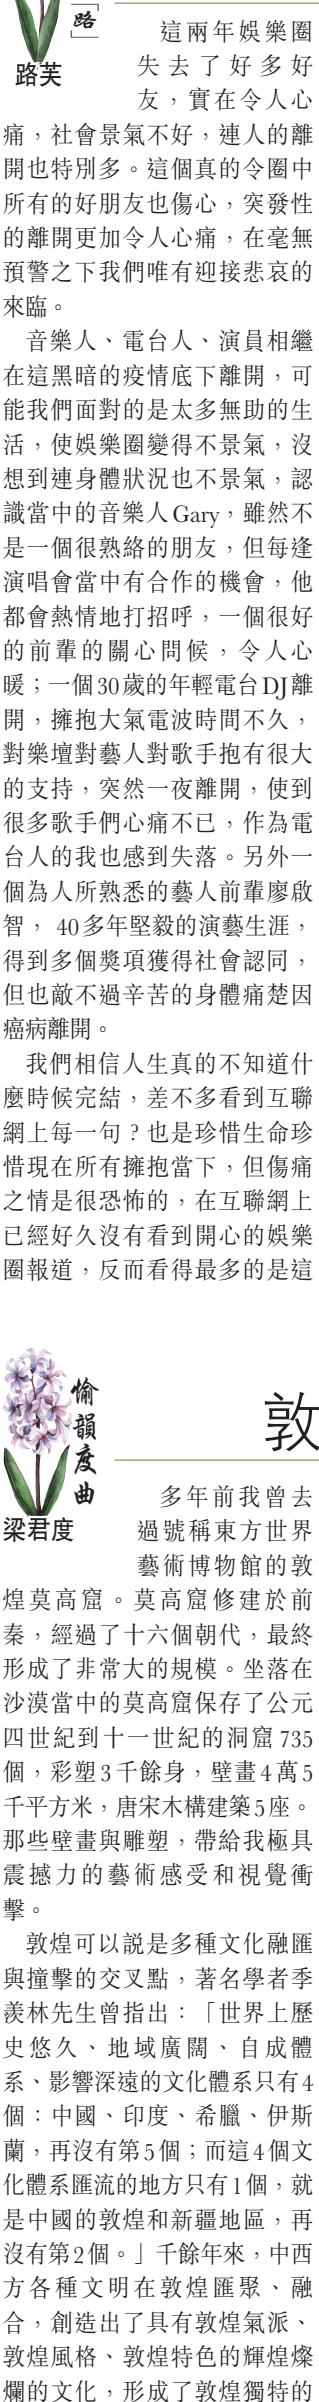 路」
路芙
這兩年娛樂圈
失去了好多好
友，實在令人心
痛，社會景氣不好，連人的離
開也特別多。這個真的令圈中
所有的好朋友也傷心，突發性
的離開更加令人心痛，在毫無
預警之下我們唯有迎接悲哀的
來臨。
音樂人、電台人、演員相繼
在這黑暗的疫情底下離開，可
能我們面對的是太多無助的生
活，使娛樂圈變得不景氣，沒
想到連身體狀況也不景氣，認
識當中的音樂人Gary，雖然不
是一個很熟絡的朋友，但每逢
演唱會當中有合作的機會，他
都會熱情地打招呼，一個很好
的前輩的關心問候，令人心
暖；一個30歲的年輕電台DJ離
開，擁抱大氣電波時間不久，
對樂壇對藝人對歌手抱有很大
的支持，突然一夜離開，使到
很多歌手們心痛不已，作為電
台人的我也感到失落。另外一
個為人所熟悉的藝人前輩廖啟
智，40多年堅毅的演藝生涯，
得到多個獎項獲得社會認同，
但也敵不過辛苦的身體痛楚因
癌病離開。
我們相信人生真的不知道什
麼時候完結，差不多看到互聯
網上每一句？也是珍惜生命珍
惜現在所有擁抱當下，但傷痛
之情是很恐怖的，在互聯網上
已經好久沒有看到開心的娛樂
圈報道，反而看得最多的是這
愉韻度曲
梁君度
敦
多年前我曾去
過號稱東方世界
藝術博物館的敦
煌莫高窟。莫高窟修建於前
秦，經過了十六個朝代，最終
形成了非常大的規模。坐落在
沙漠當中的莫高窟保存了公元
四世紀到十一世紀的洞窟735
個，彩塑3千餘身，壁畫4萬5
千平方米，唐宋木構建築5座。
那些壁畫與雕塑，帶給我極具
震撼力的藝術感受和視覺衝
擊。
敦煌可以說是多種文化融匯
與撞擊的交叉點，著名學者季
羨林先生曾指出：「世界上歷
史悠久、地域廣闊、自成體
系、影響深遠的文化體系只有4
個：中國、印度、希臘、伊斯
蘭，再沒有第5個；而這4個文
化體系匯流的地方只有1個，就
是中國的敦煌和新疆地區，再
沒有第2個。」千餘年來，中西
方各種文明在敦煌匯聚、融
合，創造出了具有敦煌氣派、
敦煌風格、敦煌特色的輝煌燦
爛的文化，形成了敦煌獨特的